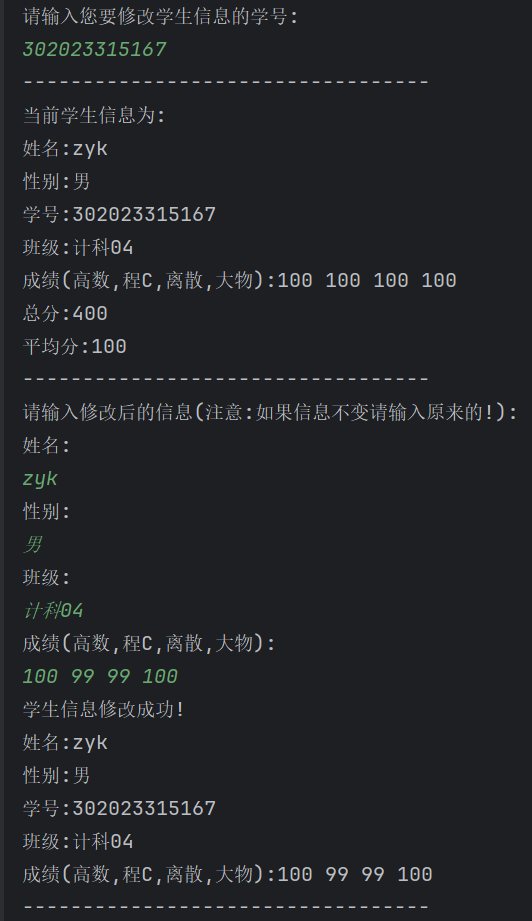 请输入您要修改学生信息的学号:
302023315167
----------------------------------
当前学生信息为:
姓名:zyk
性别:男
学号:302023315167
班级:计科04
成绩(高数,程C,离散,大物):100 100 100 100
总分:400
平均分:100
----------------------------------
请输入修改后的信息(注意:如果信息不变请输入原来的!):
姓名:
zyk
性别:
男
班级:
计科04
成绩(高数,程C,离散,大物):
100 99 99 100
学生信息修改成功!
姓名:zyk
性别:男
学号:302023315167
班级:计科04
成绩(高数,程C,离散,大物):100 99 99 100
----------------------------------